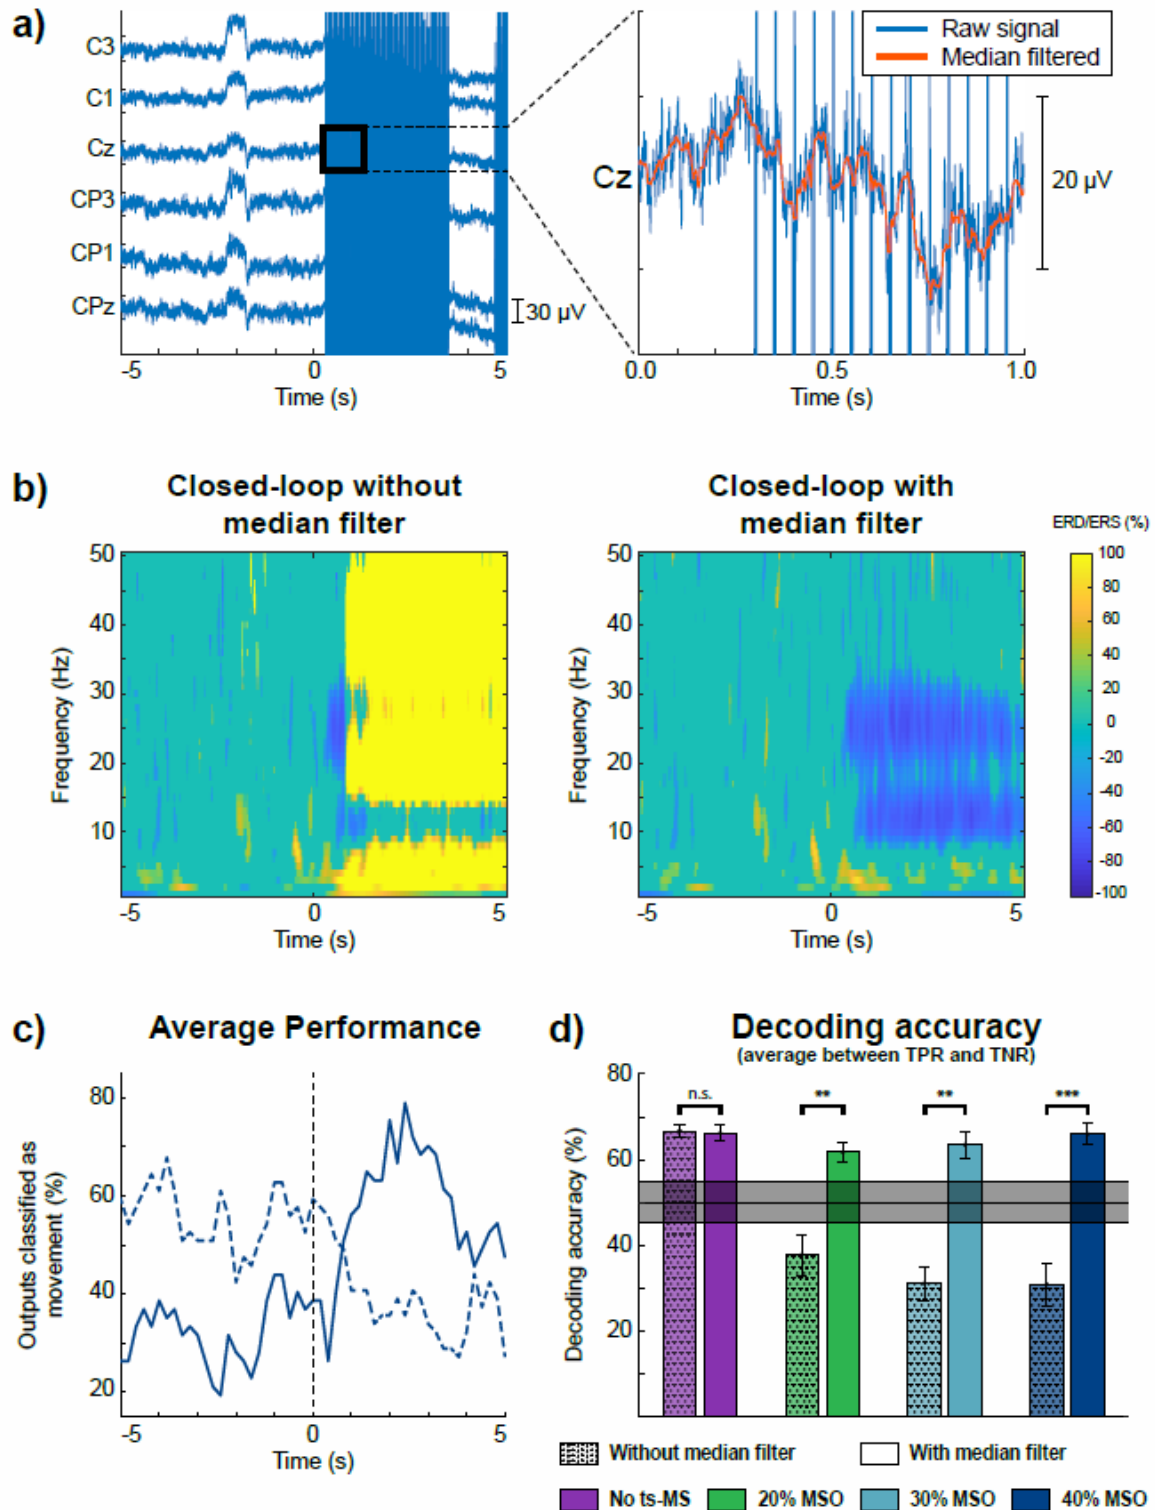 a)
C3
C1
Cz
CP3
CP1
CPz
30 µV
-5
0
5
Time (s)
Raw signal
Median filtered
Cz
20 µV
0.0
0.5
1.0
Time (s)
b)
Closed-loop without
median filter
Closed-loop with
median filter
ERD/ERS (%)
50
40
30
20
10
Frequency (Hz)
-5
0
5
Time (s)
50
40
30
20
10
Frequency (Hz)
-5
0
5
Time (s)
100
80
60
40
20
0
-20
-40
-60
-80
-100
c)
Average Performance
80
60
40
20
Outputs classified as
movement (%)
-5
0
5
Time (s)
d)
Decoding accuracy
(average between TPR and TNR)
80
60
40
20
Decoding accuracy (%)
n.s.
**
**
***
Without median filter
With median filter
No ts-MS
20% MSO
30% MSO
40% MSO